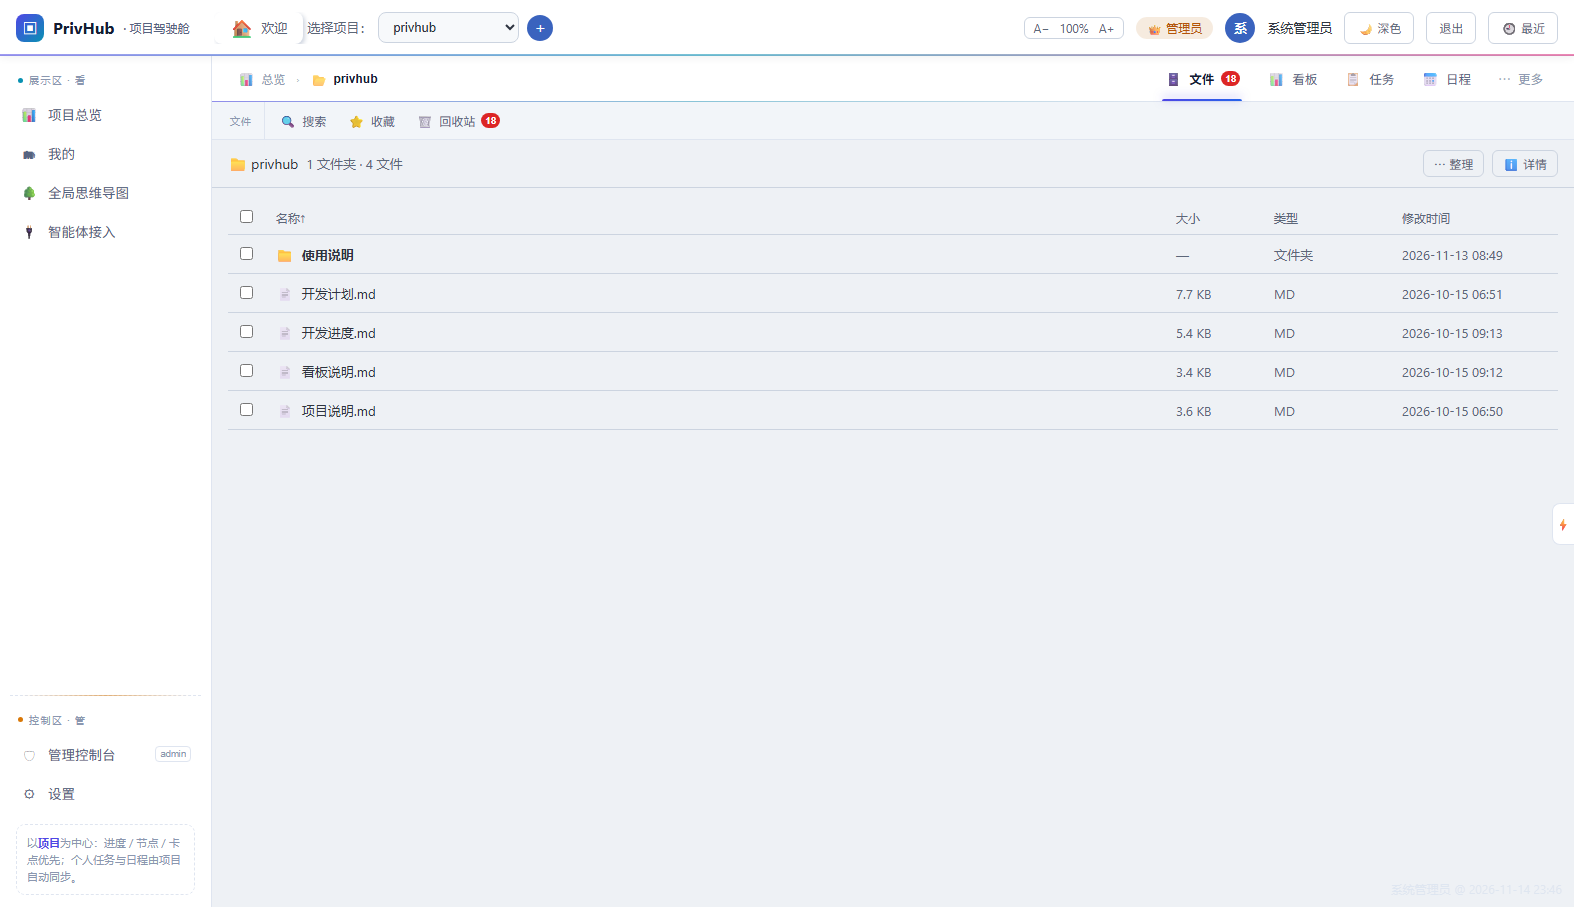 PrivHub · 项目驾驶舱 欢迎 选择项目： privhub + A− 100% A+ 管理员 系 系统管理员 深色 退出 最近
展示区 · 看
项目总览
我的
全局思维导图
智能体接入
总览 › privhub 文件 18 看板 任务 日程 ··· 更多
文件 搜索 收藏 回收站 18
privhub 1 文件夹 · 4 文件 ··· 整理 详情
名称↑ 大小 类型 修改时间
使用说明 — 文件夹 2026-11-13 08:49
开发计划.md 7.7 KB MD 2026-10-15 06:51
开发进度.md 5.4 KB MD 2026-10-15 09:13
看板说明.md 3.4 KB MD 2026-10-15 09:12
项目说明.md 3.6 KB MD 2026-10-15 06:50
控制区 · 管
管理控制台 admin
设置
以项目为中心：进度 / 节点 / 卡
点优先；个人任务与日程由项目
自动同步。
系统管理员 @ 2026-11-14 23:46